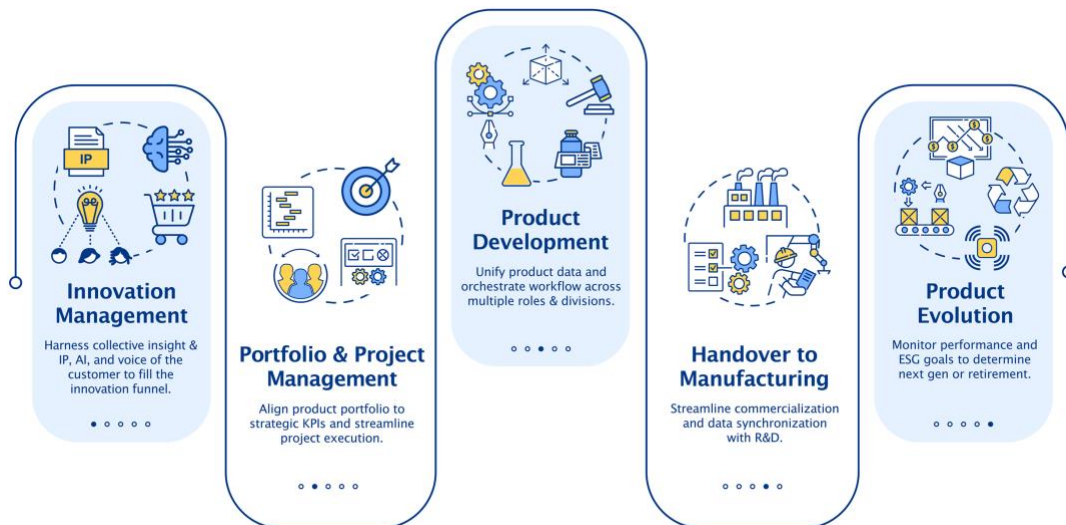 IP
Innovation
Management
Harness collective insight &
IP, AI, and voice of the
customer to fill the
innovation funnel.
Portfolio & Project
Management
Align product portfolio to
strategic KPIs and streamline
project execution.
Product
Development
Unify product data and
orchestrate workflow across
multiple roles & divisions.
Handover to
Manufacturing
Streamline commercialization
and data synchronization
with R&D.
$ $ $ $
Product
Evolution
Monitor performance and
ESG goals to determine
next gen or retirement.